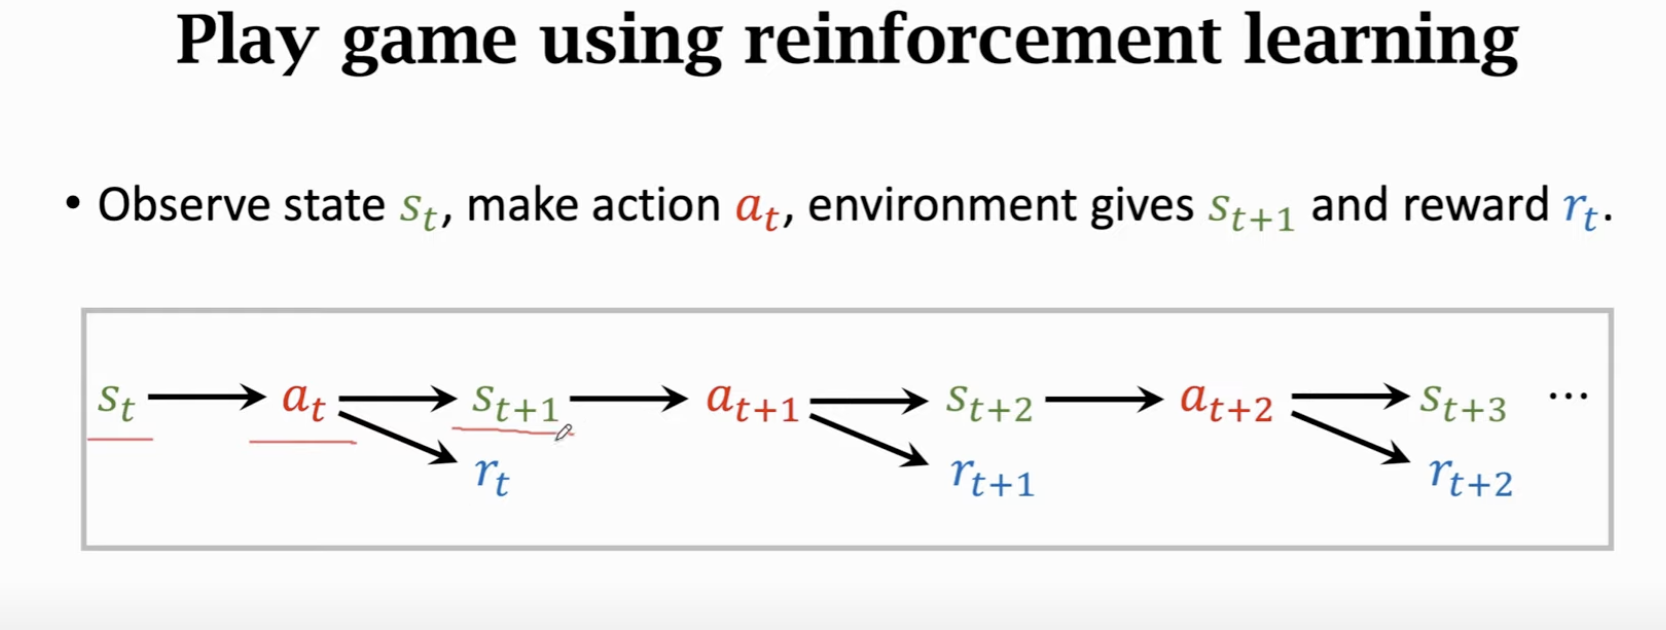 Play game using reinforcement learning
• Observe state s_t, make action a_t, environment gives s_{t+1} and reward r_t.
s_t → a_t → s_{t+1} → a_{t+1} → s_{t+2} → a_{t+2} → s_{t+3} ⋯
r_t r_{t+1} r_{t+2}